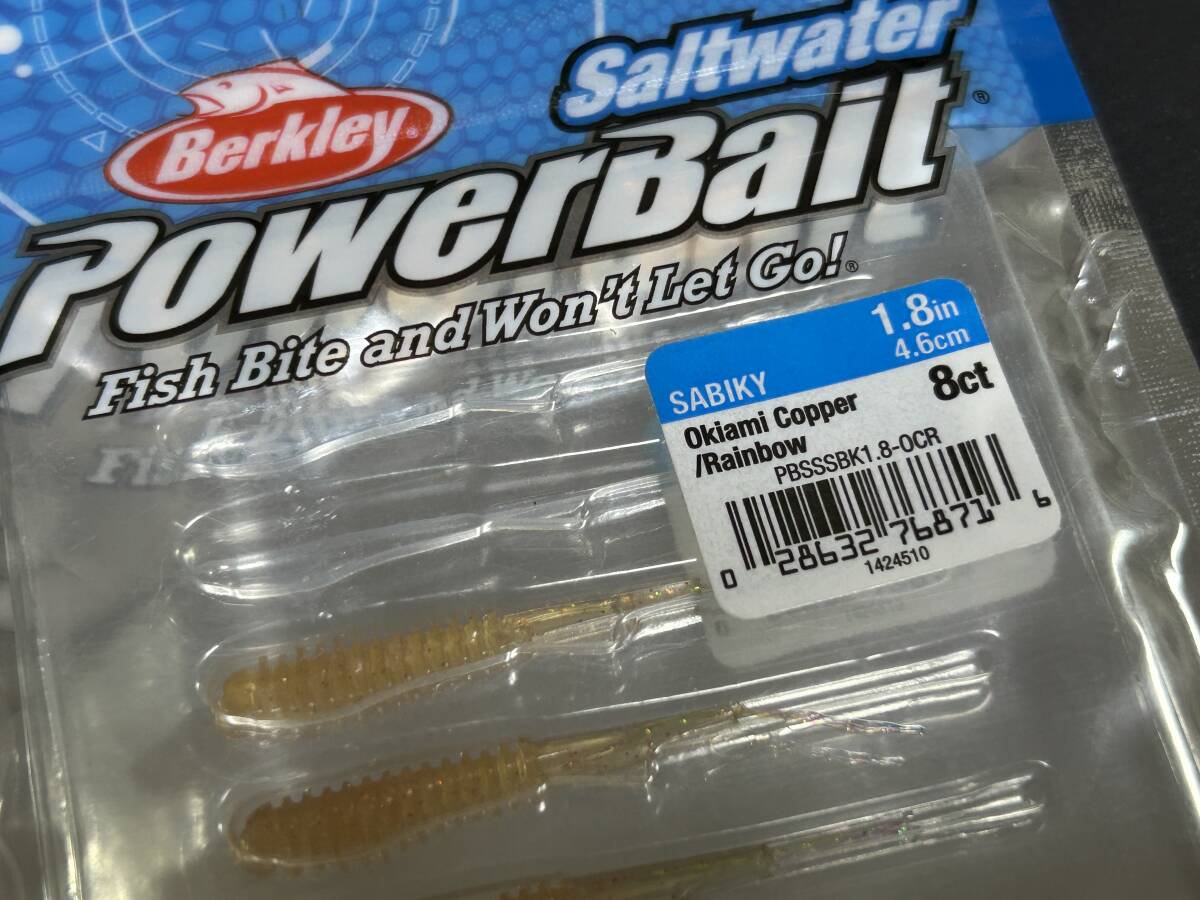 Saltwater
Berkley®
PowerBait®
Fish Bite and Won't Let Go!®
1.8in
4.6cm
SABIKY
8ct
Okiami Copper
/Rainbow
PBSSSBK1.8-OCR
0 28632 76871 6
1424510